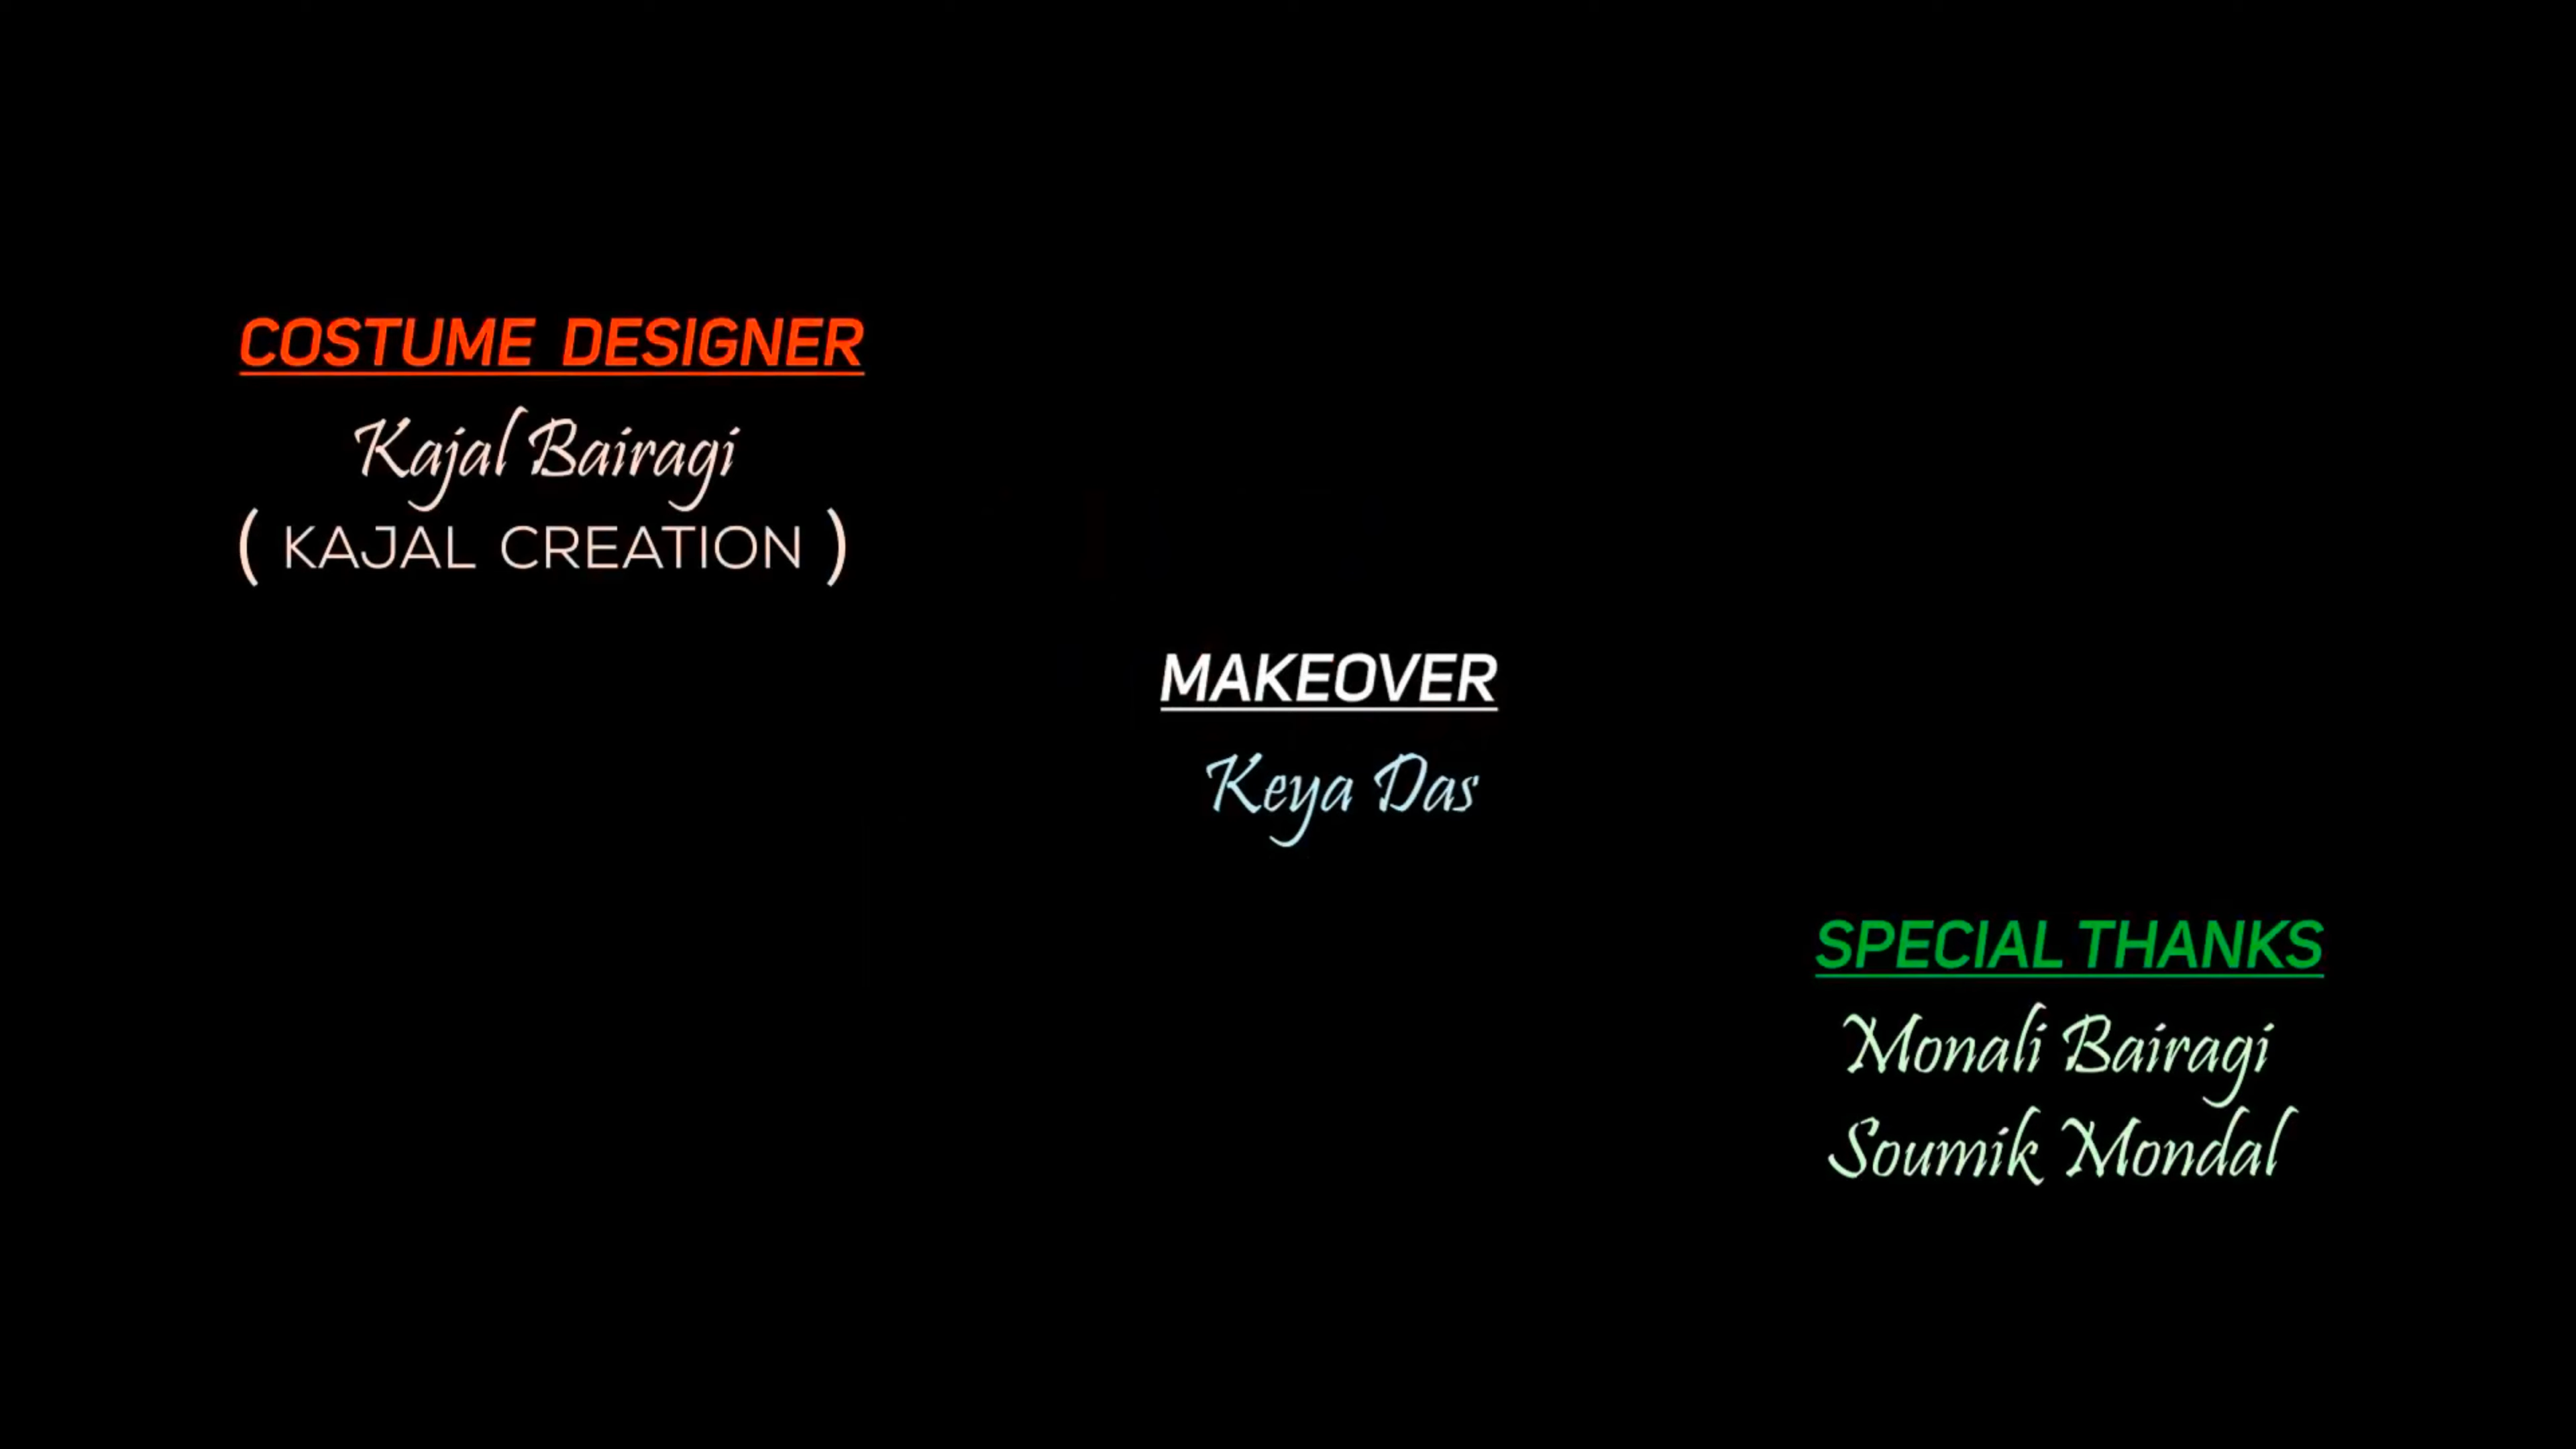 COSTUME DESIGNER
Kajal Bairagi
( KAJAL CREATION )
MAKEOVER
Keya Das
SPECIAL THANKS
Monali Bairagi
Soumik Mondal